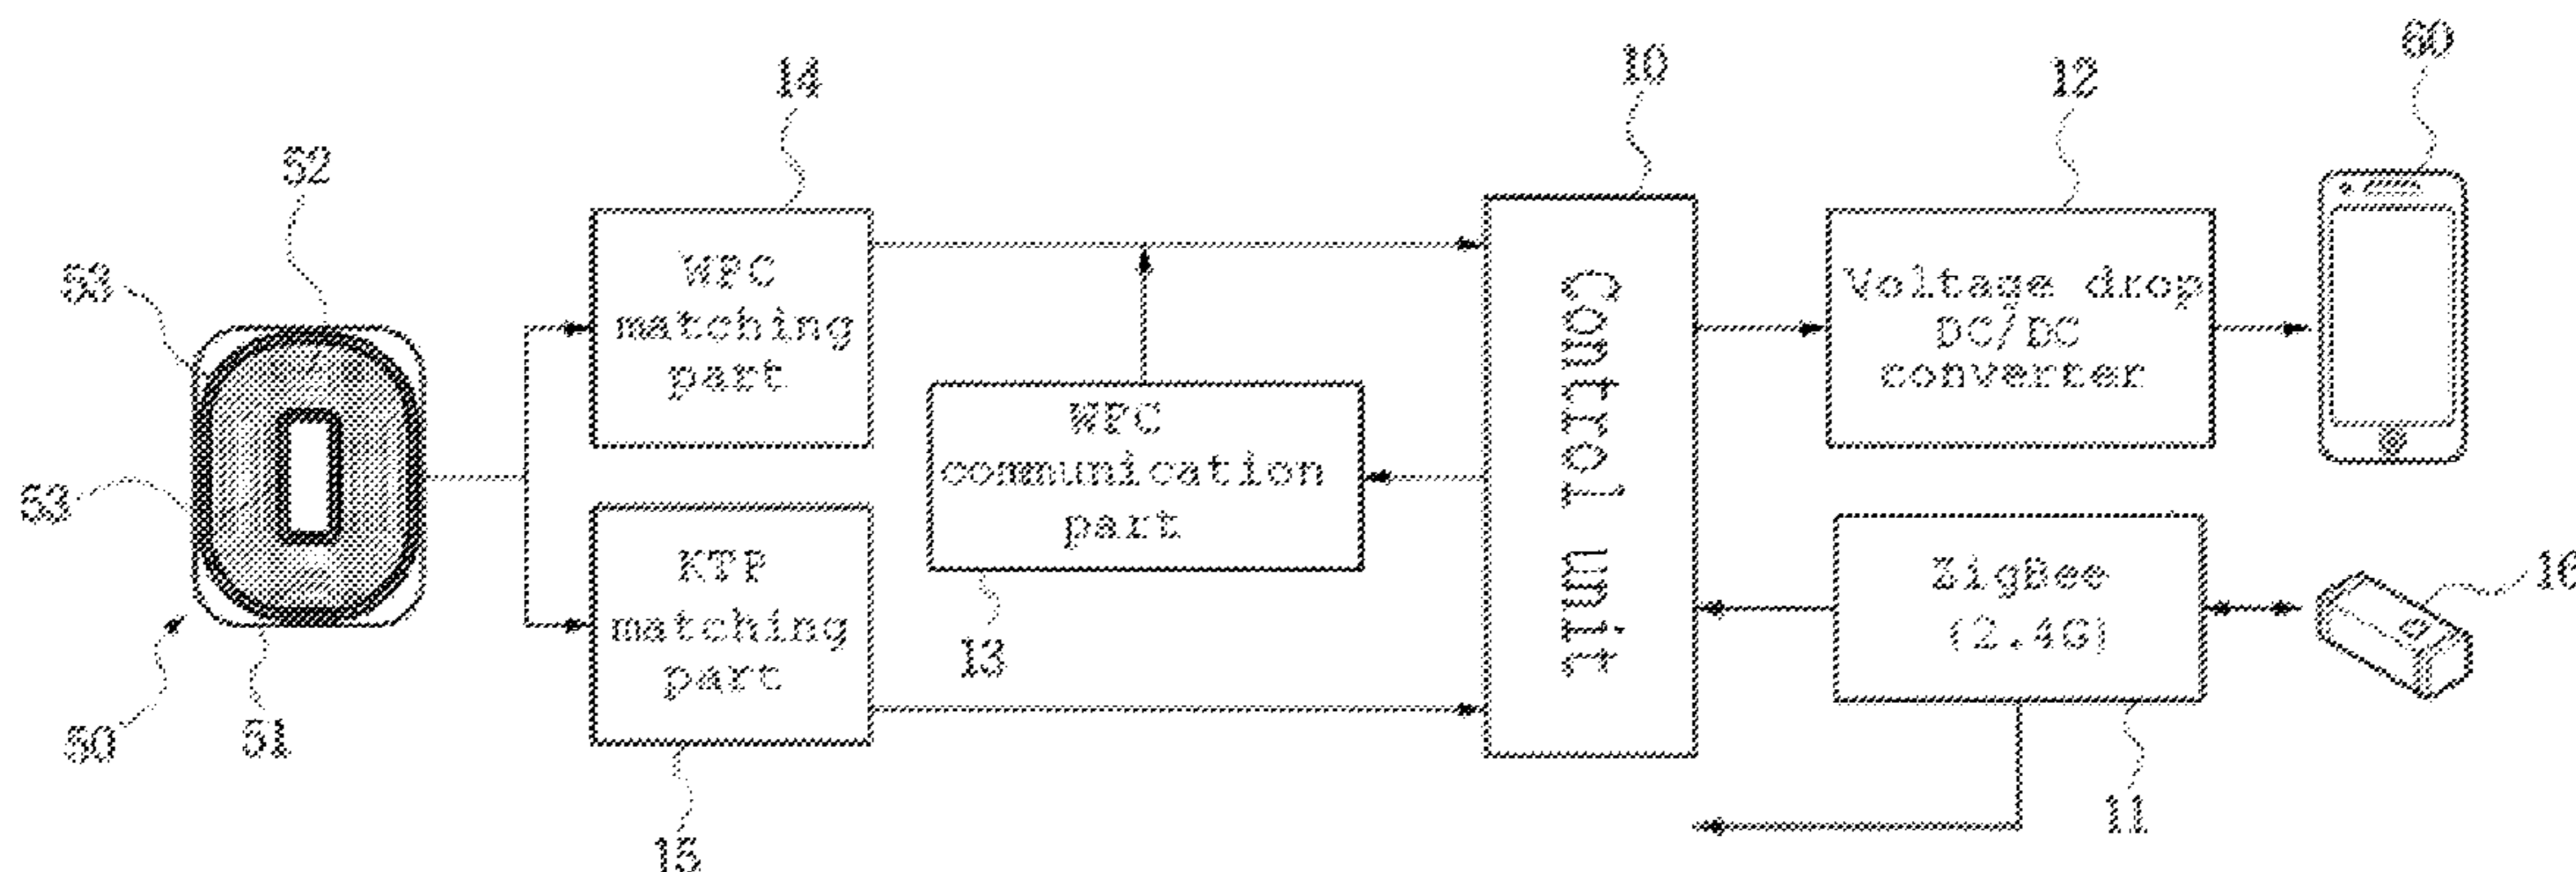 60
10
14
12
52
WPC
matching
part
53
Control unit
Voltage drop
DC/DC
converter
WPC
communication
part
53
KTP
matching
part
ZigBee
(2.4G)
16
13
50
51
11
15